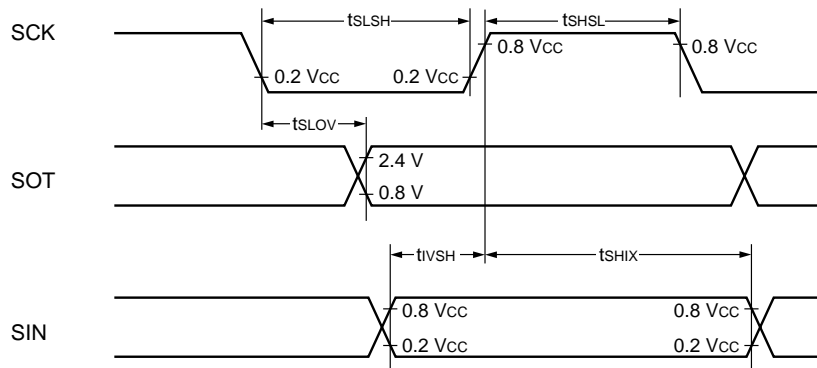 tSLSH tSHSL
SCK
0.8 VCC 0.8 VCC
0.2 VCC 0.2 VCC
tSLOV
2.4 V
SOT
0.8 V
tIVSH tSHIX
0.8 VCC 0.8 VCC
SIN
0.2 VCC 0.2 VCC